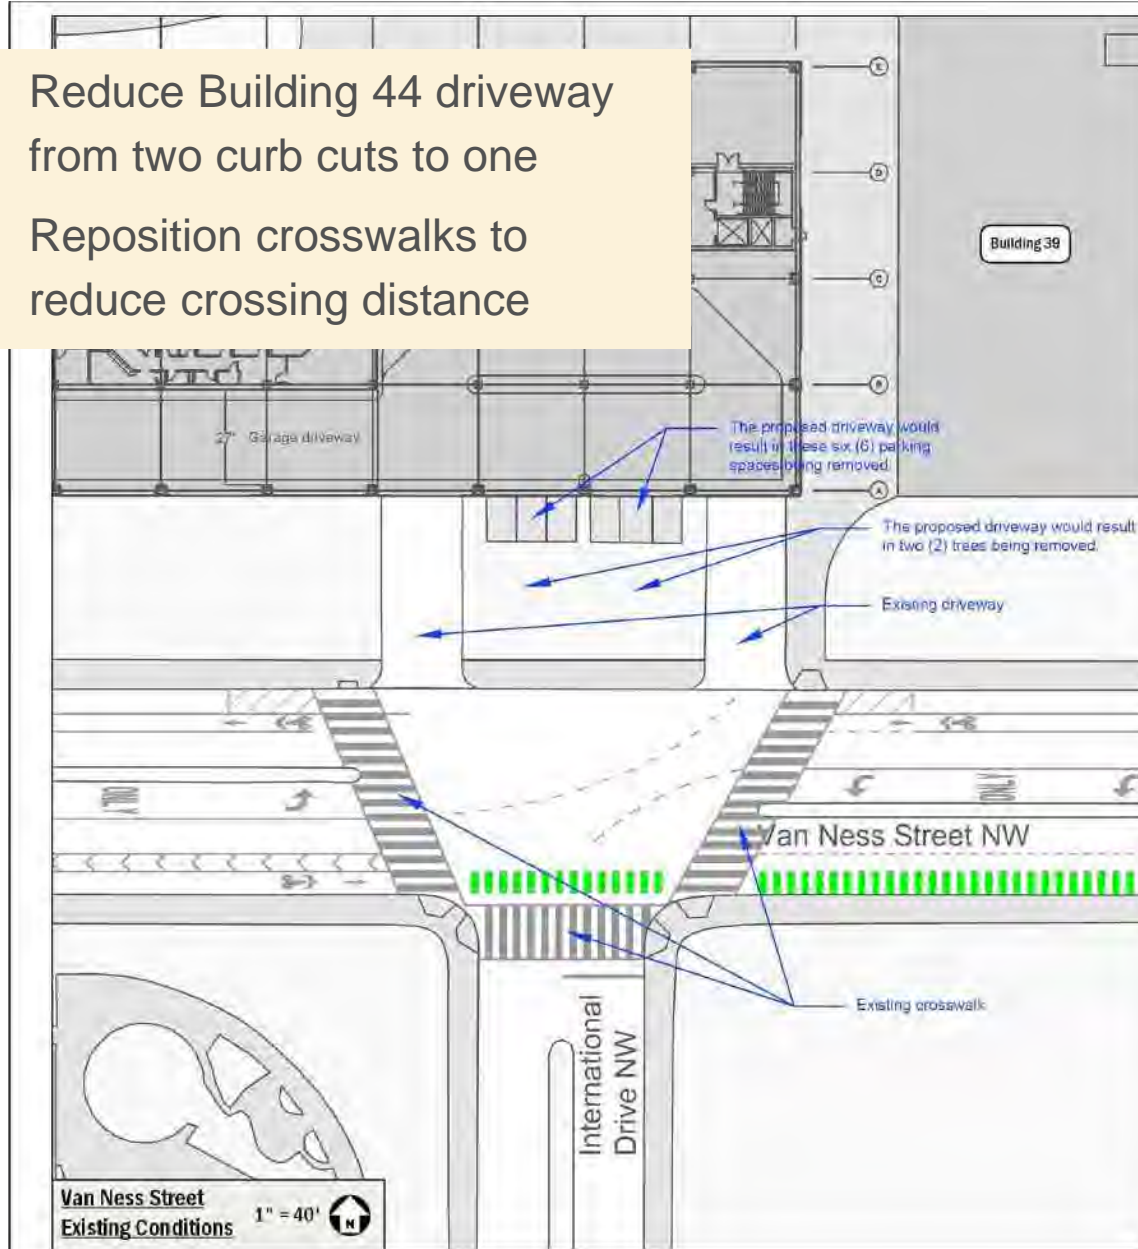 Reduce Building 44 driveway
from two curb cuts to one
Reposition crosswalks to
reduce crossing distance
E
D
Building 39
C
B
27' Garage driveway
The proposed driveway would
result in these six (6) parking
spaces being removed.
A
The proposed driveway would result
in two (2) trees being removed.
Existing driveway
ONLY
ONLY
Van Ness Street NW
Existing crosswalk
International
Drive NW
Van Ness Street
Existing Conditions
1" = 40'
N